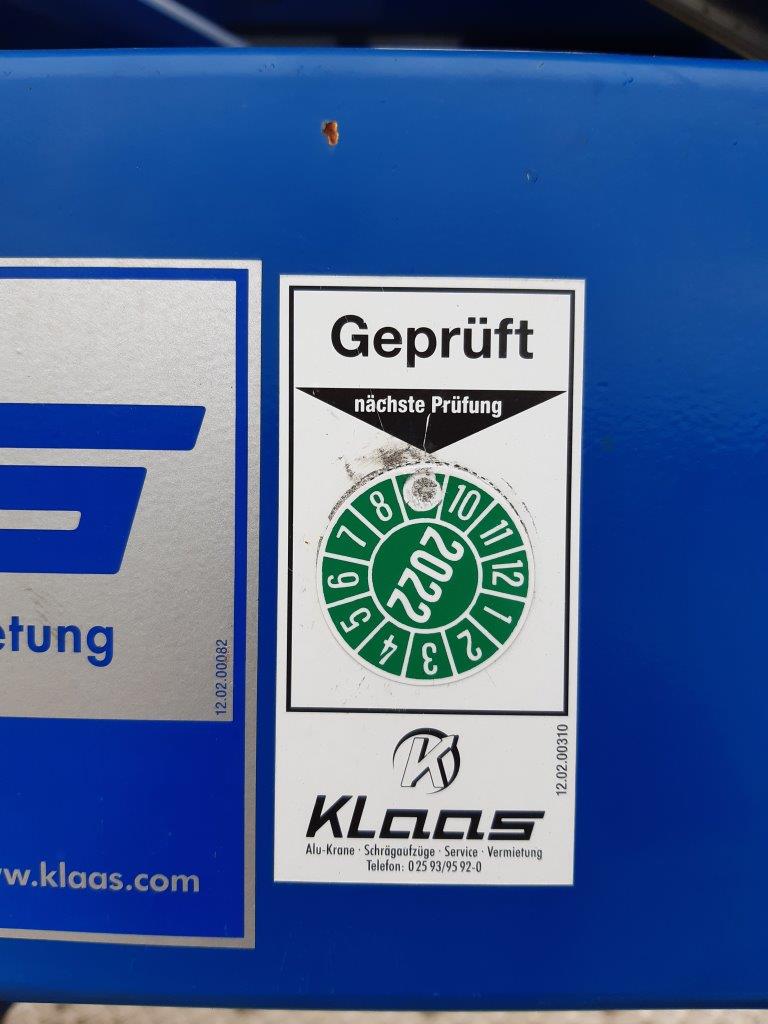 etung
12.02.00082
w.klaas.com
Geprüft
nächste Prüfung
10
11
12
1
2
3
4
5
6
7
8
2022
12.02.00310
K
KLaas
Alu-Krane · Schrägaufzüge · Service · Vermietung
Telefon: 0 25 93/95 92-0